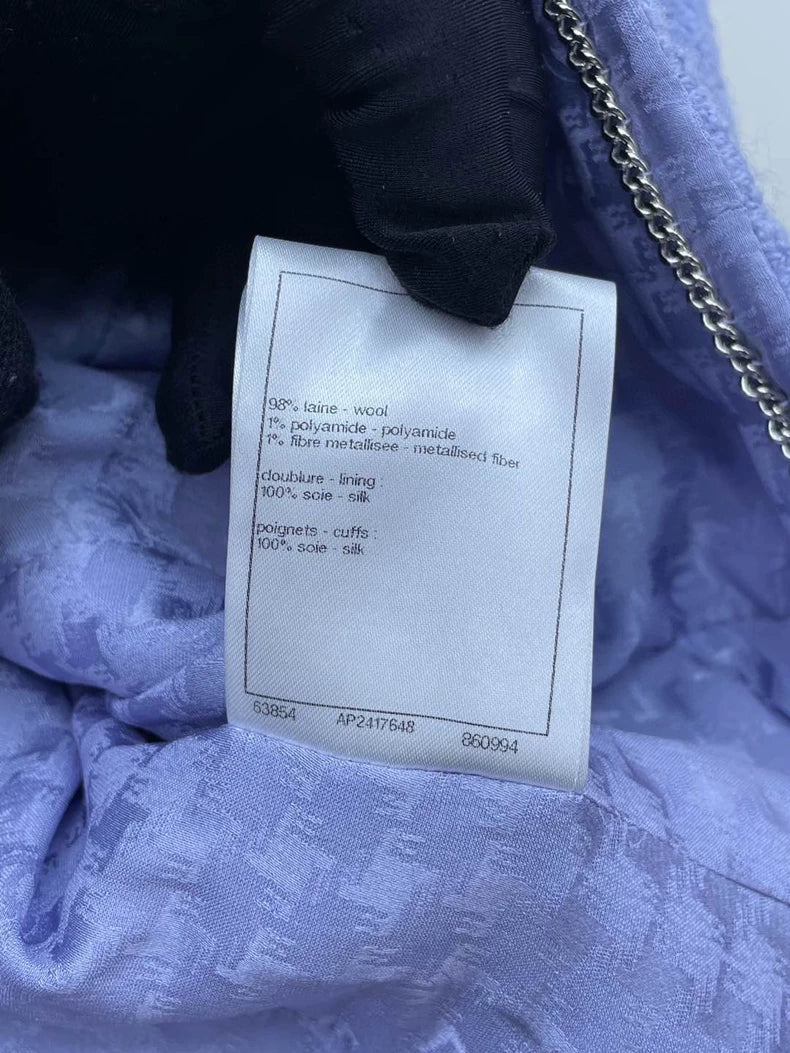 98% laine - wool
1% polyamide - polyamide
1% fibre metallisee - metallised fiber
doublure - lining :
100% soie - silk
poignets - cuffs :
100% soie - silk
63854 AP2417648 860994